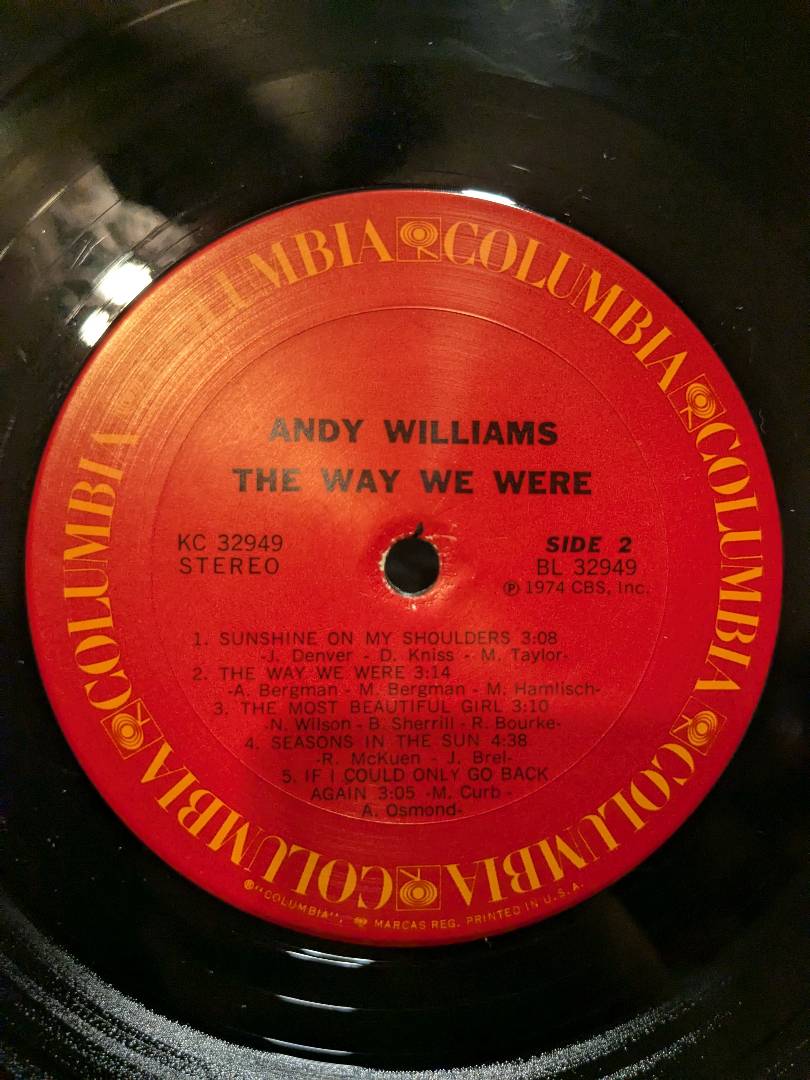 COLUMBIA COLUMBIA COLUMBIA COLUMBIA COLUMBIA COLUMBIA
ANDY WILLIAMS
THE WAY WE WERE
KC 32949
STEREO
SIDE 2
BL 32949
Ⓟ 1974 CBS, Inc.
1. SUNSHINE ON MY SHOULDERS 3:08
-J. Denver - D. Kniss - M. Taylor-
2. THE WAY WE WERE 3:14
-A. Bergman - M. Bergman - M. Hamlisch-
3. THE MOST BEAUTIFUL GIRL 3:10
-N. Wilson - B. Sherrill - R. Bourke-
4. SEASONS IN THE SUN 4:38
-R. McKuen - J. Brel-
5. IF I COULD ONLY GO BACK
AGAIN 3:05 -M. Curb -
A. Osmond-
®"COLUMBIA", MARCAS REG. PRINTED IN U.S.A.